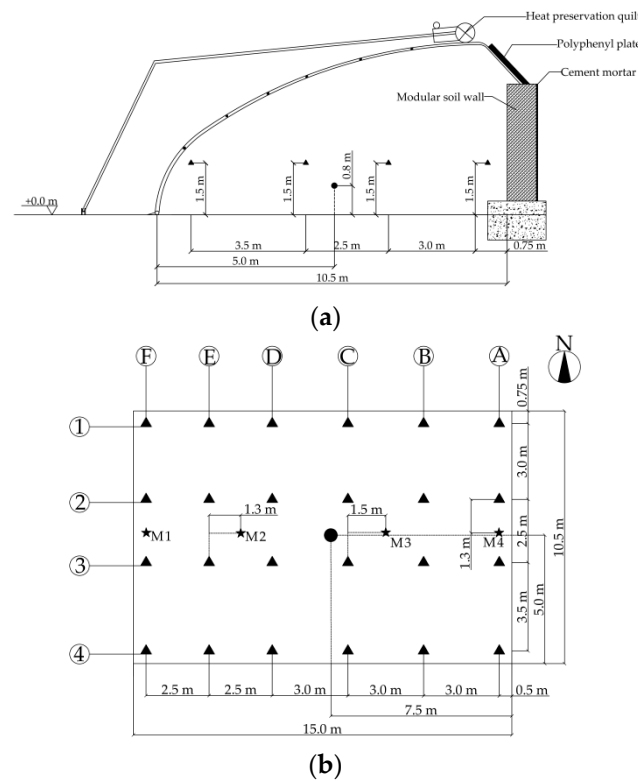 Heat preservation quilt
Polyphenyl plate
Cement mortar
Modular soil wall
0.8 m
1.5 m
1.5 m
1.5 m
1.5 m
+0.0 m
3.5 m
2.5 m
3.0 m
0.75 m
5.0 m
10.5 m
(a)
F E D C B A
N
0.75 m
1
3.0 m
2
1.3 m
1.5 m
M1
M2
M3
M4
2.5 m
1.3 m
10.5 m
3
3.5 m
5.0 m
4
2.5 m
2.5 m
3.0 m
3.0 m
3.0 m
0.5 m
7.5 m
15.0 m
(b)